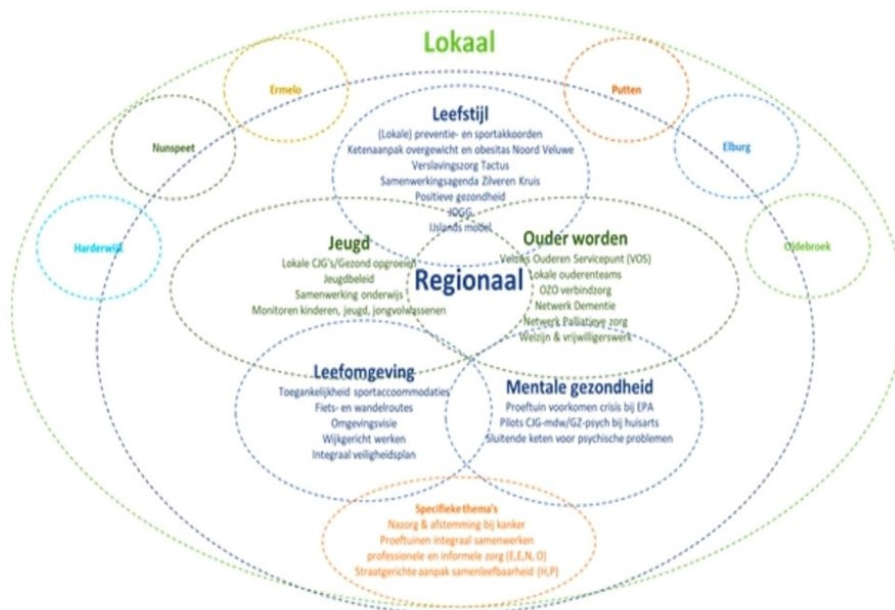 Lokaal
Ermelo
Putten
Nunspeet
Elburg
Harderwijk
Oldebroek
Leefstijl
(Lokale) preventie- en sportakkoorden
Ketenaanpak overgewicht en obesitas Noord Veluwe
Verslavingszorg Tactus
Samenwerkingsagenda Zilveren Kruis
Positieve gezondheid
JOGG
IJslands model
Jeugd
Lokale CJG's/Gezond opgroeien
Jeugdbeleid
Samenwerking onderwijs
Monitoren kinderen, jeugd, jongvolwassenen
Ouder worden
Ouderen Servicepunt (VOS)
Lokale ouderenteams
OZO verbindzorg
Netwerk Dementie
Netwerk Palliatieve zorg
Welzijn & vrijwilligerswerk
Regionaal
Leefomgeving
Toegankelijkheid sportaccoommodaties
Fiets- en wandelroutes
Omgevingsvisie
Wijkgericht werken
Integraal veiligheidsplan
Mentale gezondheid
Proeftuin voorkomen crisis bij EPA
Pilots CJG-mdw/GZ-psych bij huisarts
Sluitende keten voor psychische problemen
Specifieke thema's
Nazorg & afstemming bij kanker
Proeftuinen integraal samenwerken
professionele en informele zorg (E,E,N, O)
Straatgerichte aanpak samenleefbaarheid (H,P)